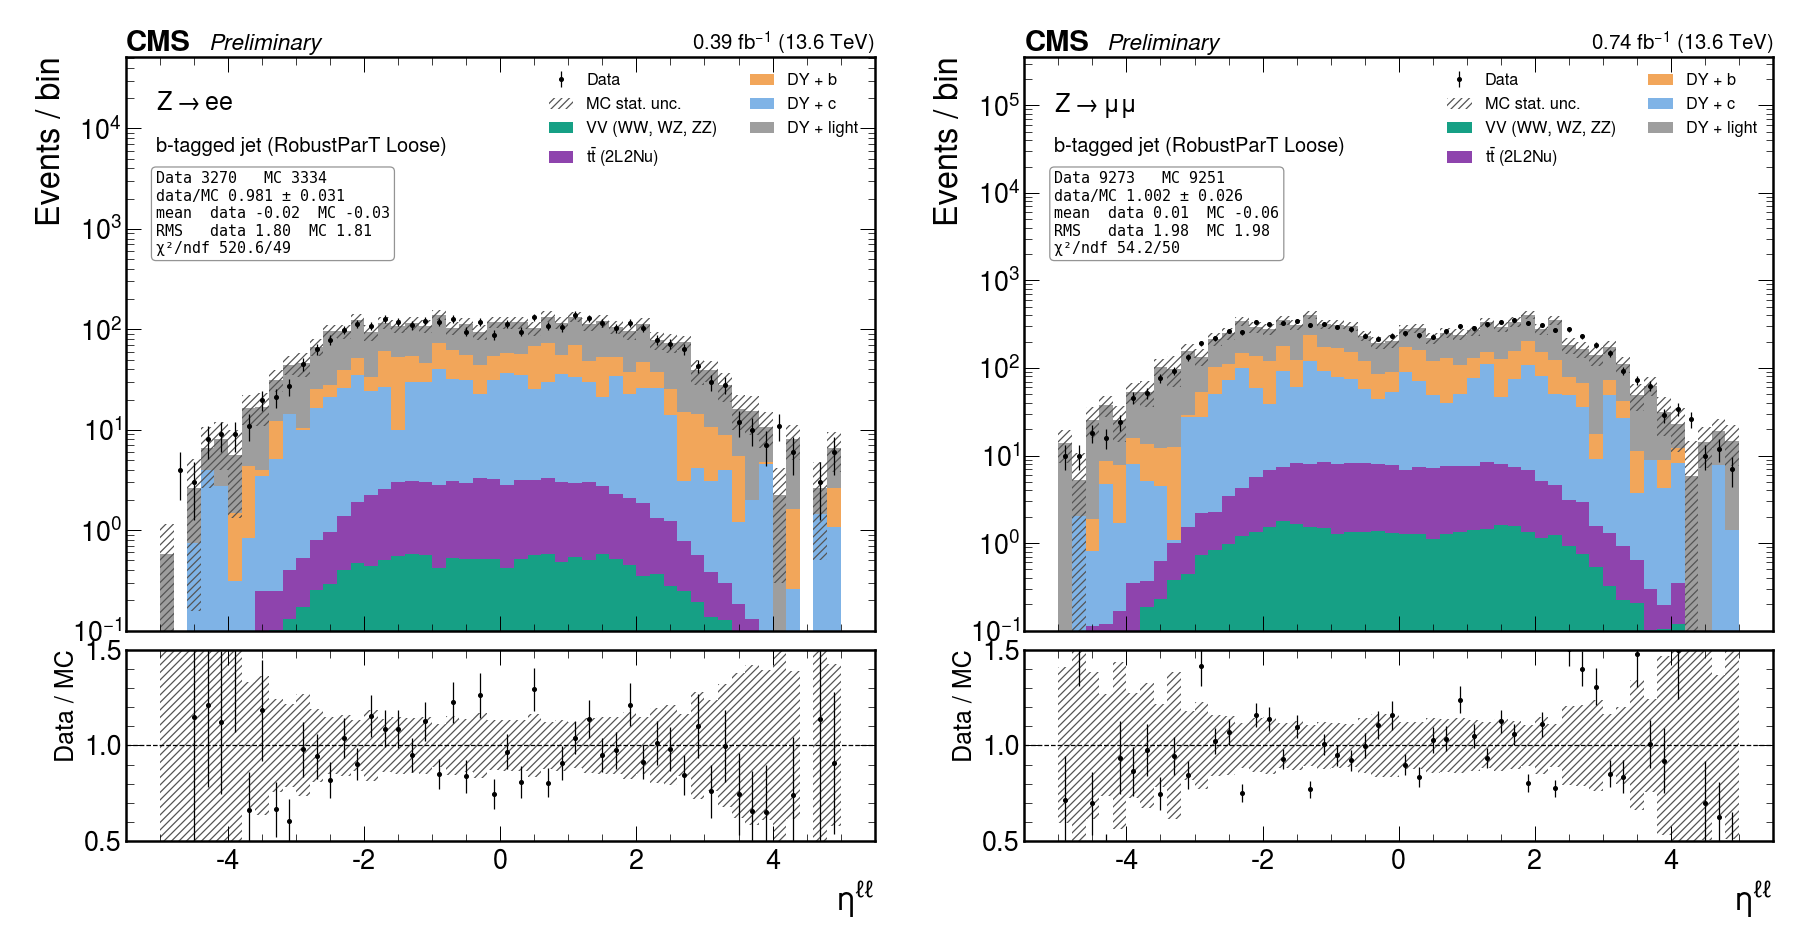 CMS Preliminary 0.39 fb⁻¹ (13.6 TeV)
Events / bin
Z → ee
b-tagged jet (RobustParT Loose)
Data 3270   MC 3334
data/MC 0.981 ± 0.031
mean  data -0.02  MC -0.03
RMS   data 1.80  MC 1.81
χ²/ndf 520.6/49
Data
MC stat. unc.
VV (WW, WZ, ZZ)
tt̄ (2L2Nu)
DY + b
DY + c
DY + light
10⁴
10³
10²
10¹
10⁰
10⁻¹
Data / MC
1.5
1.0
0.5
-4 -2 0 2 4
η^ℓℓ
CMS Preliminary 0.74 fb⁻¹ (13.6 TeV)
Events / bin
Z → μμ
b-tagged jet (RobustParT Loose)
Data 9273   MC 9251
data/MC 1.002 ± 0.026
mean  data 0.01  MC -0.06
RMS   data 1.98  MC 1.98
χ²/ndf 54.2/50
Data
MC stat. unc.
VV (WW, WZ, ZZ)
tt̄ (2L2Nu)
DY + b
DY + c
DY + light
10⁵
10⁴
10³
10²
10¹
10⁰
10⁻¹
Data / MC
1.5
1.0
0.5
-4 -2 0 2 4
η^ℓℓ